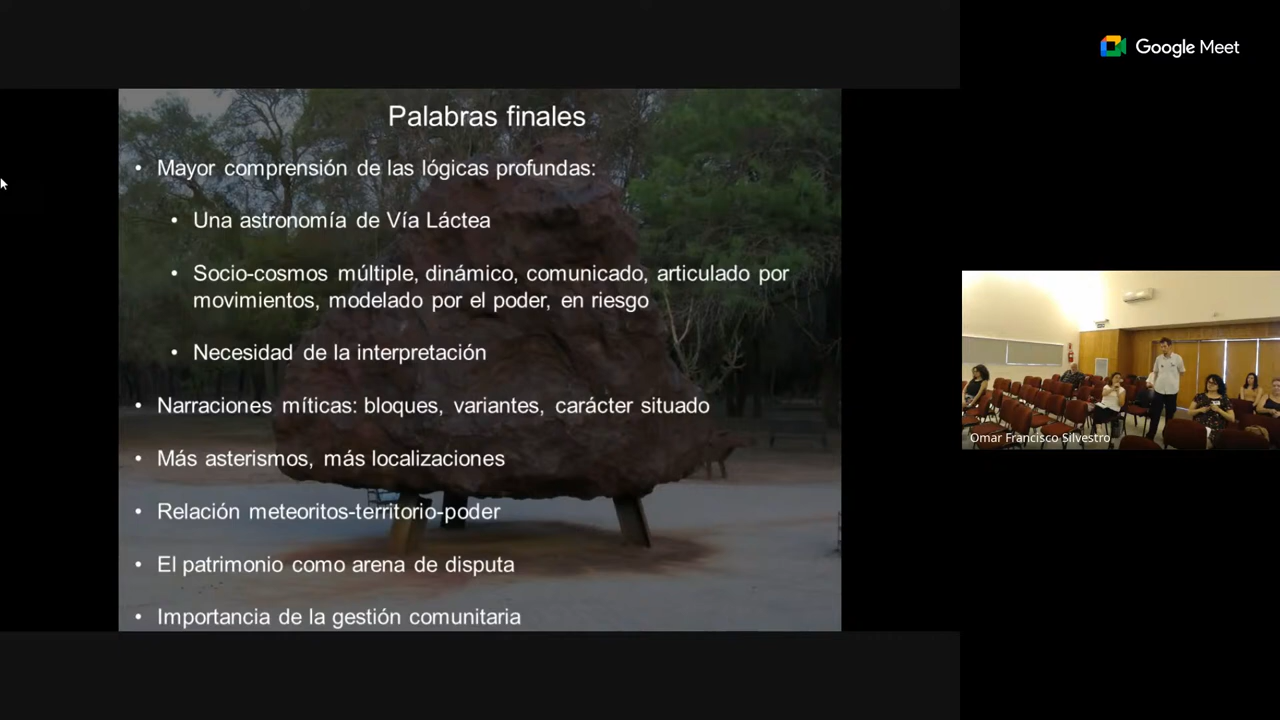 Google Meet
Palabras finales
• Mayor comprensión de las lógicas profundas:
• Una astronomía de Vía Láctea
• Socio-cosmos múltiple, dinámico, comunicado, articulado por
movimientos, modelado por el poder, en riesgo
• Necesidad de la interpretación
• Narraciones míticas: bloques, variantes, carácter situado
• Más asterismos, más localizaciones
• Relación meteoritos-territorio-poder
• El patrimonio como arena de disputa
• Importancia de la gestión comunitaria
Omar Francisco Silvestro